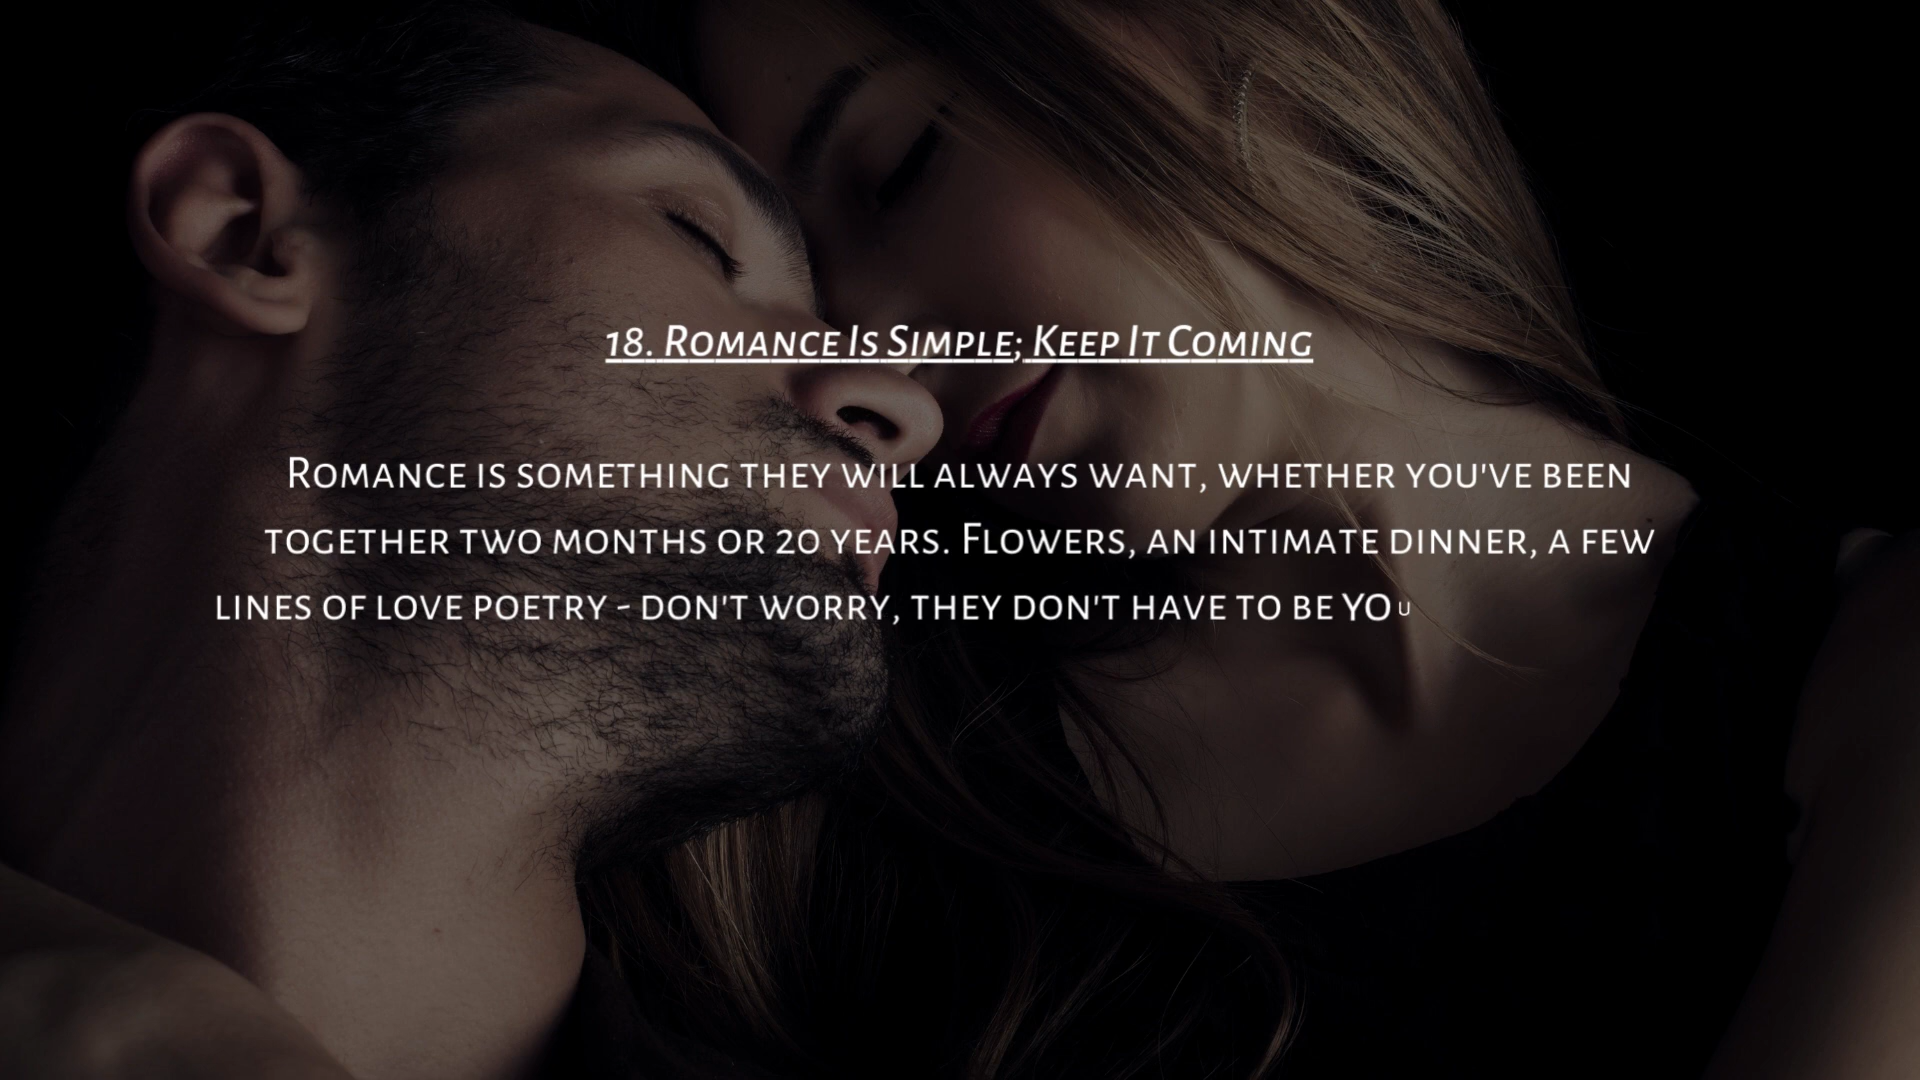 18. Romance Is Simple; Keep It Coming
Romance is something they will always want, whether you've been
together two months or 20 years. Flowers, an intimate dinner, a few
lines of love poetry - don't worry, they don't have to be you